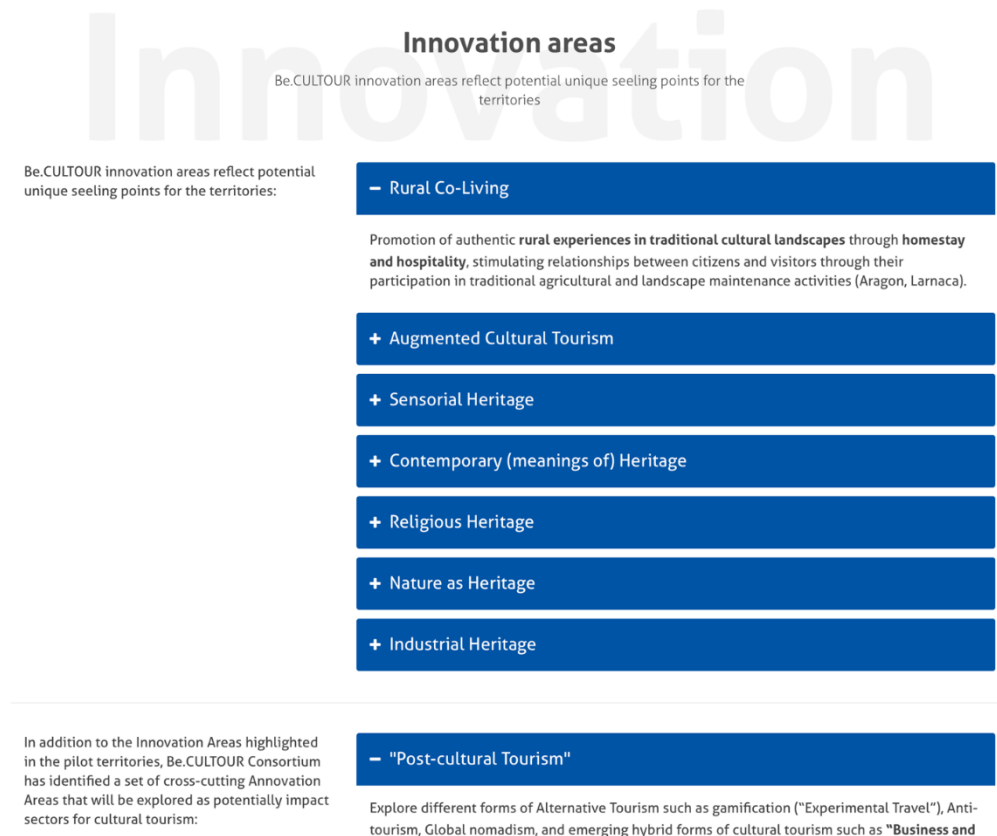 Innovation
Innovation areas
Be.CULTOUR innovation areas reflect potential unique seeling points for the
territories
Be.CULTOUR innovation areas reflect potential
unique seeling points for the territories:
− Rural Co-Living
Promotion of authentic rural experiences in traditional cultural landscapes through homestay
and hospitality, stimulating relationships between citizens and visitors through their
participation in traditional agricultural and landscape maintenance activities (Aragon, Larnaca).
+ Augmented Cultural Tourism
+ Sensorial Heritage
+ Contemporary (meanings of) Heritage
+ Religious Heritage
+ Nature as Heritage
+ Industrial Heritage
In addition to the Innovation Areas highlighted
in the pilot territories, Be.CULTOUR Consortium
has identified a set of cross-cutting Annovation
Areas that will be explored as potentially impact
sectors for cultural tourism:
− "Post-cultural Tourism"
Explore different forms of Alternative Tourism such as gamification (“Experimental Travel”), Anti-
tourism, Global nomadism, and emerging hybrid forms of cultural tourism such as “Business and